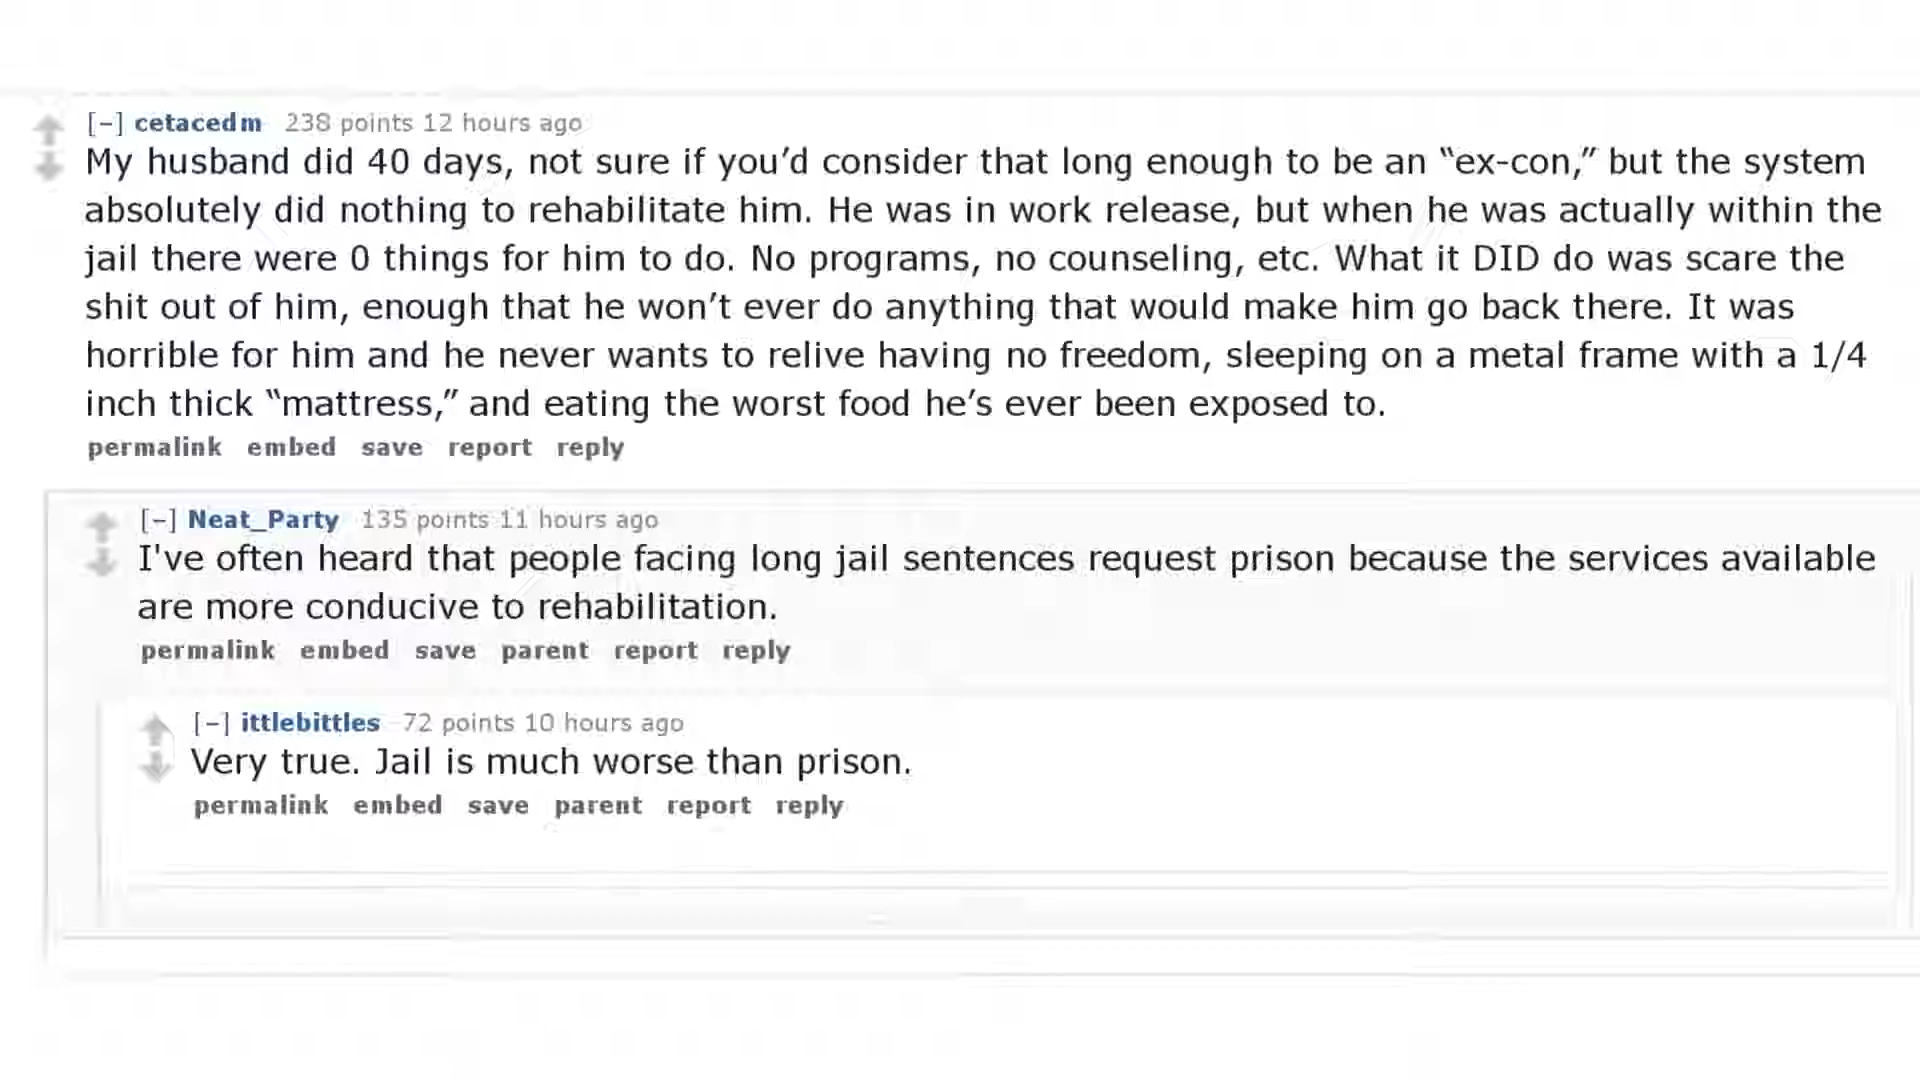 [–] cetacedm 238 points 12 hours ago
My husband did 40 days, not sure if you’d consider that long enough to be an “ex-con,” but the system
absolutely did nothing to rehabilitate him. He was in work release, but when he was actually within the
jail there were 0 things for him to do. No programs, no counseling, etc. What it DID do was scare the
shit out of him, enough that he won’t ever do anything that would make him go back there. It was
horrible for him and he never wants to relive having no freedom, sleeping on a metal frame with a 1/4
inch thick “mattress,” and eating the worst food he’s ever been exposed to.
permalink embed save report reply
[–] Neat_Party 135 points 11 hours ago
I've often heard that people facing long jail sentences request prison because the services available
are more conducive to rehabilitation.
permalink embed save parent report reply
[–] ittlebittles 72 points 10 hours ago
Very true. Jail is much worse than prison.
permalink embed save parent report reply